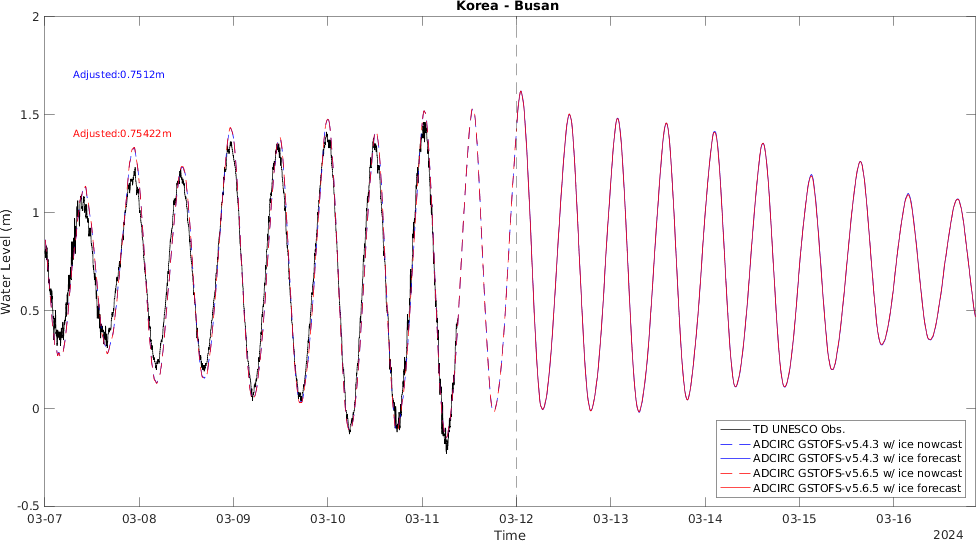 Korea - Busan
2
Adjusted:0.7512m
1.5
Adjusted:0.75422m
1
Water Level (m)
0.5
0
TD UNESCO Obs.
ADCIRC GSTOFS-v5.4.3 w/ ice nowcast
ADCIRC GSTOFS-v5.4.3 w/ ice forecast
ADCIRC GSTOFS-v5.6.5 w/ ice nowcast
ADCIRC GSTOFS-v5.6.5 w/ ice forecast
-0.5
03-07 03-08 03-09 03-10 03-11 03-12 03-13 03-14 03-15 03-16
Time
2024